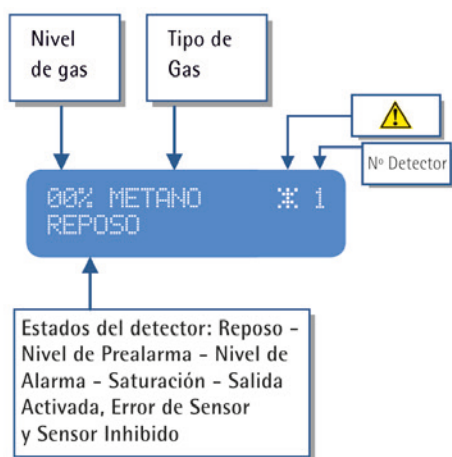 Nivel
de gas
Tipo de
Gas
Nº Detector
00% METANO 1
REPOSO
Estados del detector: Reposo -
Nivel de Prealarma - Nivel de
Alarma - Saturación - Salida
Activada, Error de Sensor
y Sensor Inhibido